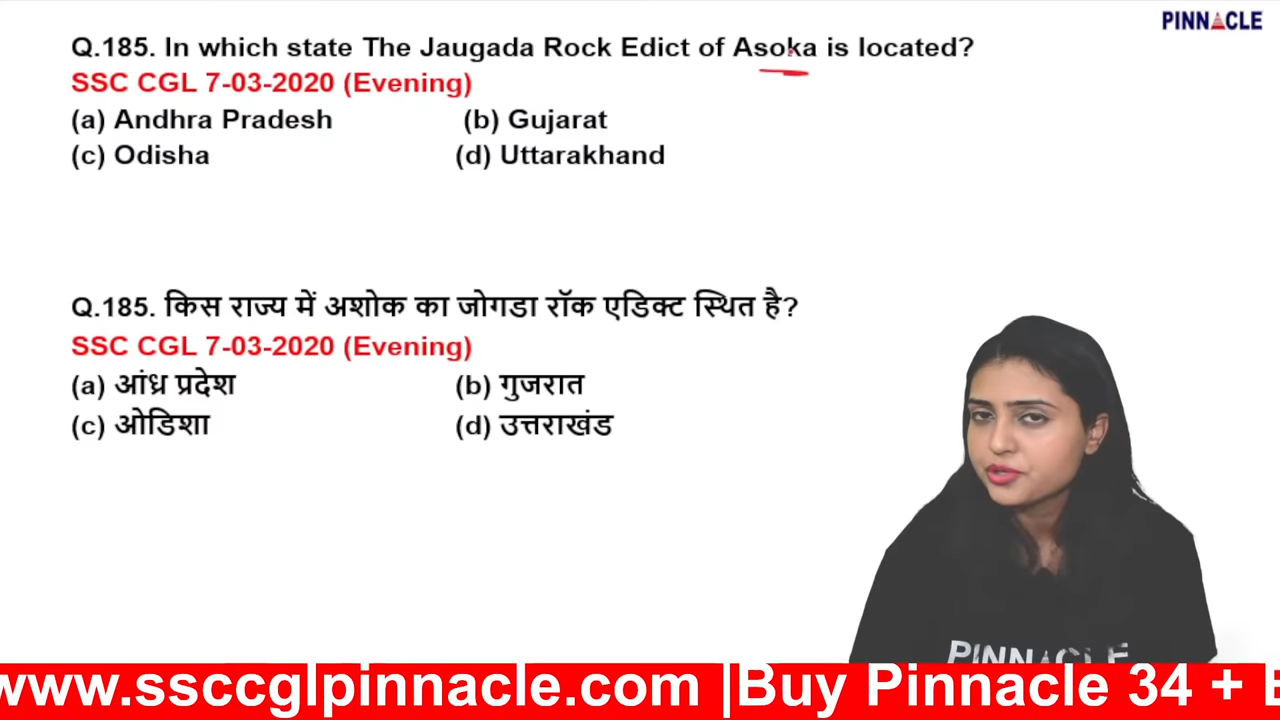 PINNACLE
Q.185. In which state The Jaugada Rock Edict of Asoka is located?
SSC CGL 7-03-2020 (Evening)
(a) Andhra Pradesh (b) Gujarat
(c) Odisha (d) Uttarakhand
Q.185. किस राज्य में अशोक का जोगडा रॉक एडिक्ट स्थित है?
SSC CGL 7-03-2020 (Evening)
(a) आंध्र प्रदेश (b) गुजरात
(c) ओडिशा (d) उत्तराखंड
PINNACLE
www.ssccglpinnacle.com |Buy Pinnacle 34 +